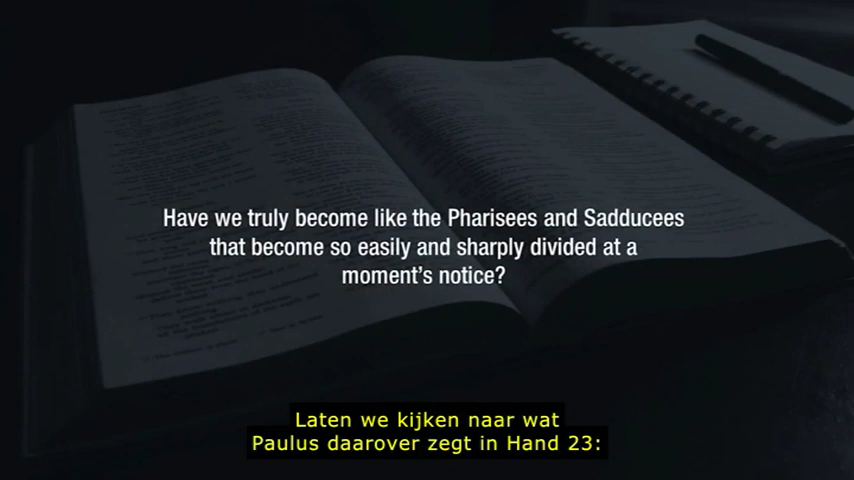 Have we truly become like the Pharisees and Sadducees
that become so easily and sharply divided at a
moment's notice?
Laten we kijken naar wat
Paulus daarover zegt in Hand 23: